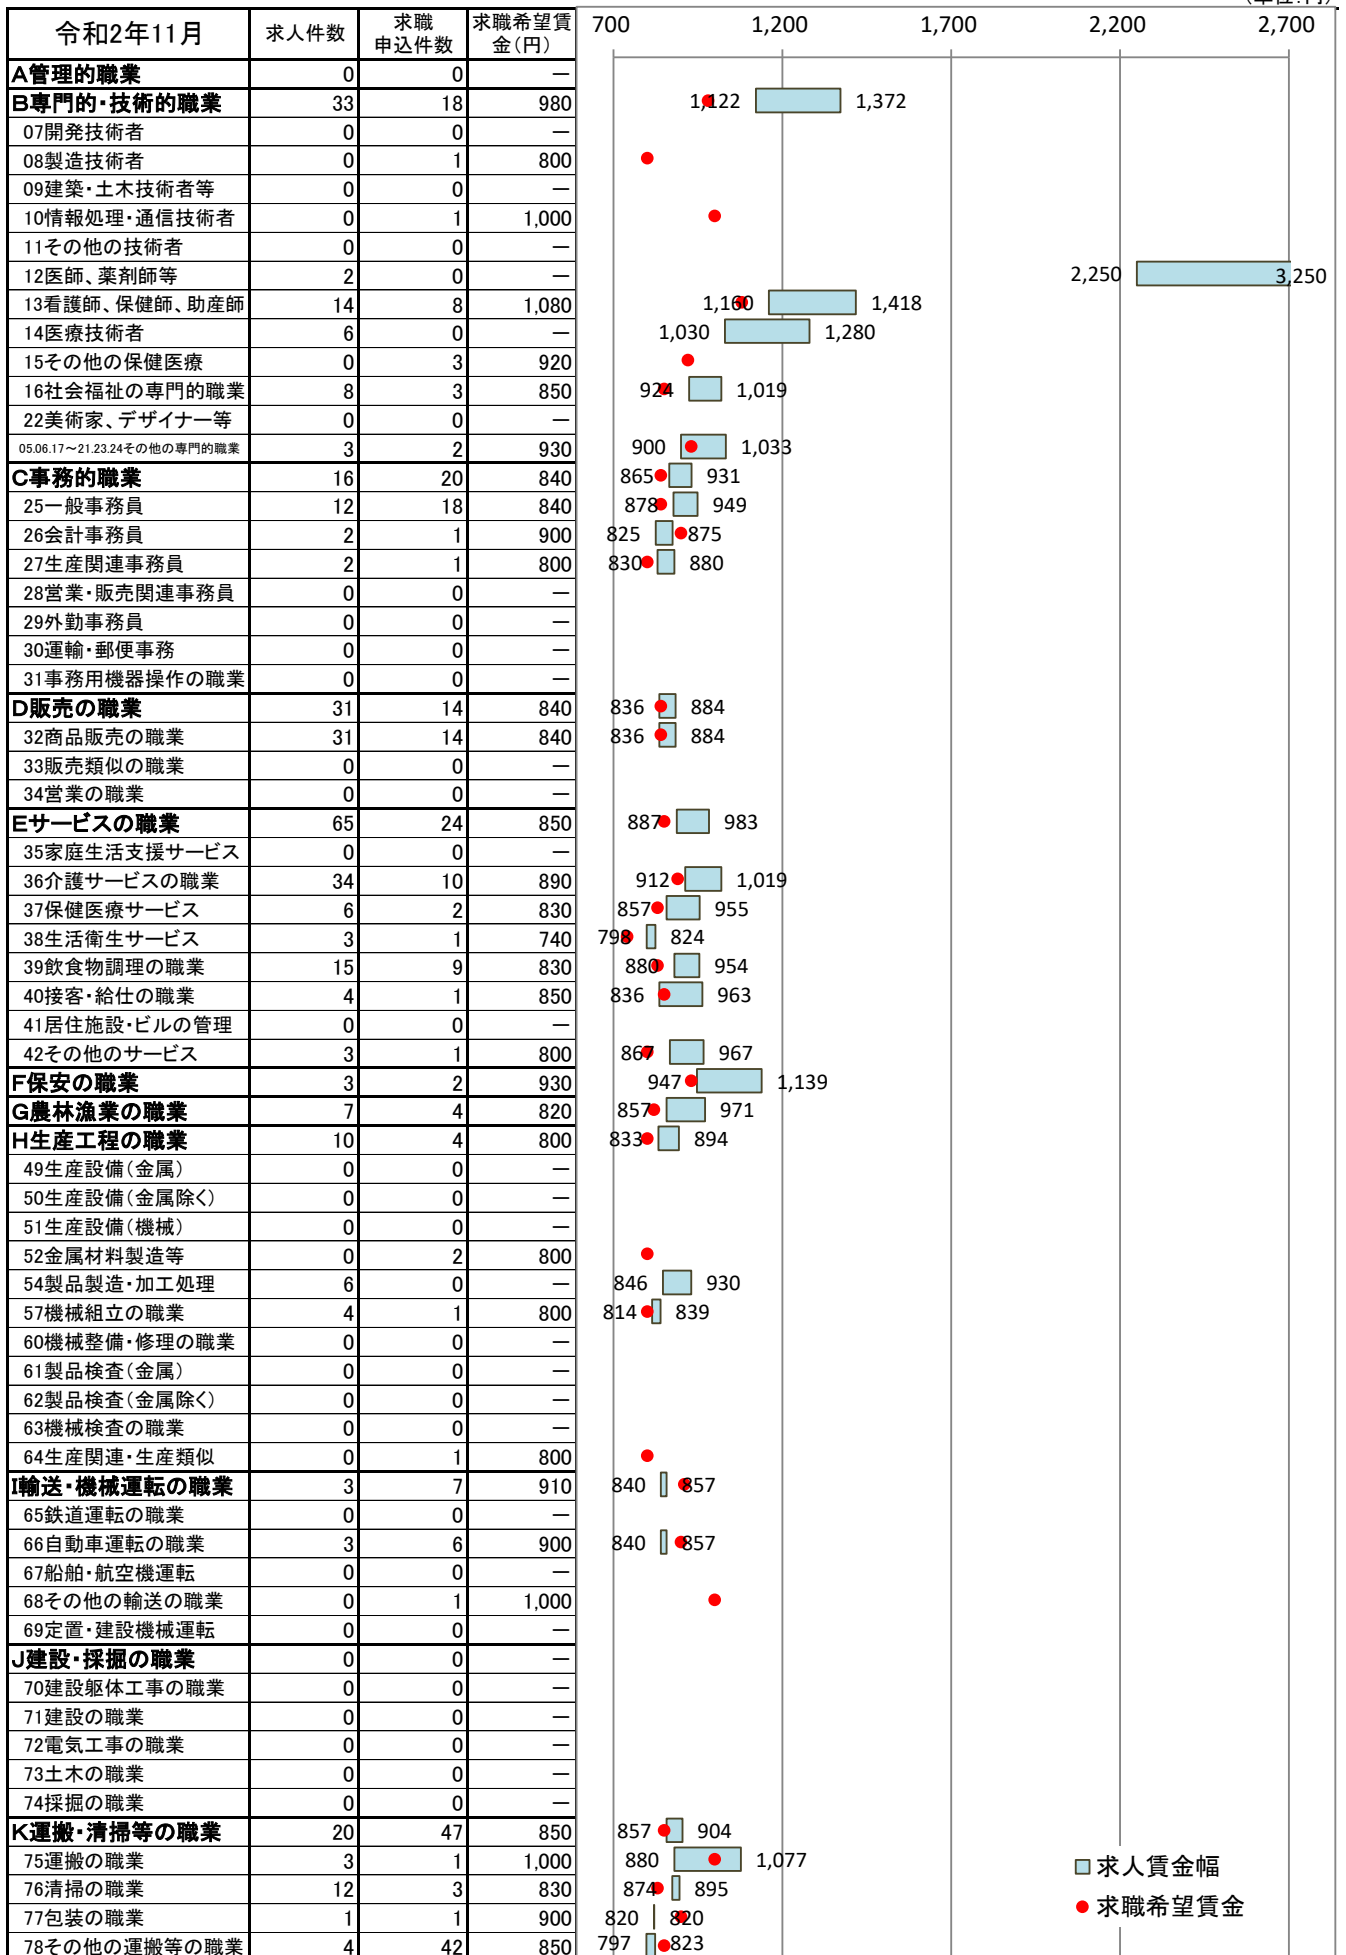 (単位:円)
令和2年11月 求人件数 求職申込件数 求職希望賃金(円) 700 1,200 1,700 2,200 2,700
A管理的職業 0 0 ―
B専門的・技術的職業 33 18 980 1,122 1,372
07開発技術者 0 0 ―
08製造技術者 0 1 800
09建築・土木技術者等 0 0 ―
10情報処理・通信技術者 0 1 1,000
11その他の技術者 0 0 ―
12医師、薬剤師等 2 0 ― 2,250 3,250
13看護師、保健師、助産師 14 8 1,080 1,160 1,418
14医療技術者 6 0 ― 1,030 1,280
15その他の保健医療 0 3 920
16社会福祉の専門的職業 8 3 850 924 1,019
22美術家、デザイナー等 0 0 ―
05.06.17～21.23.24その他の専門的職業 3 2 930 900 1,033
C事務的職業 16 20 840 865 931
25一般事務員 12 18 840 878 949
26会計事務員 2 1 900 825 875
27生産関連事務員 2 1 800 830 880
28営業・販売関連事務員 0 0 ―
29外勤事務員 0 0 ―
30運輸・郵便事務 0 0 ―
31事務用機器操作の職業 0 0 ―
D販売の職業 31 14 840 836 884
32商品販売の職業 31 14 840 836 884
33販売類似の職業 0 0 ―
34営業の職業 0 0 ―
Eサービスの職業 65 24 850 887 983
35家庭生活支援サービス 0 0 ―
36介護サービスの職業 34 10 890 912 1,019
37保健医療サービス 6 2 830 857 955
38生活衛生サービス 3 1 740 798 824
39飲食物調理の職業 15 9 830 880 954
40接客・給仕の職業 4 1 850 836 963
41居住施設・ビルの管理 0 0 ―
42その他のサービス 3 1 800 867 967
F保安の職業 3 2 930 947 1,139
G農林漁業の職業 7 4 820 857 971
H生産工程の職業 10 4 800 833 894
49生産設備(金属) 0 0 ―
50生産設備(金属除く) 0 0 ―
51生産設備(機械) 0 0 ―
52金属材料製造等 0 2 800
54製品製造・加工処理 6 0 ― 846 930
57機械組立の職業 4 1 800 814 839
60機械整備・修理の職業 0 0 ―
61製品検査(金属) 0 0 ―
62製品検査(金属除く) 0 0 ―
63機械検査の職業 0 0 ―
64生産関連・生産類似 0 1 800
I輸送・機械運転の職業 3 7 910 840 857
65鉄道運転の職業 0 0 ―
66自動車運転の職業 3 6 900 840 857
67船舶・航空機運転 0 0 ―
68その他の輸送の職業 0 1 1,000
69定置・建設機械運転 0 0 ―
J建設・採掘の職業 0 0 ―
70建設躯体工事の職業 0 0 ―
71建設の職業 0 0 ―
72電気工事の職業 0 0 ―
73土木の職業 0 0 ―
74採掘の職業 0 0 ―
K運搬・清掃等の職業 20 47 850 857 904
75運搬の職業 3 1 1,000 880 1,077
76清掃の職業 12 3 830 874 895
77包装の職業 1 1 900 820 820
78その他の運搬等の職業 4 42 850 797 823
求人賃金幅
求職希望賃金